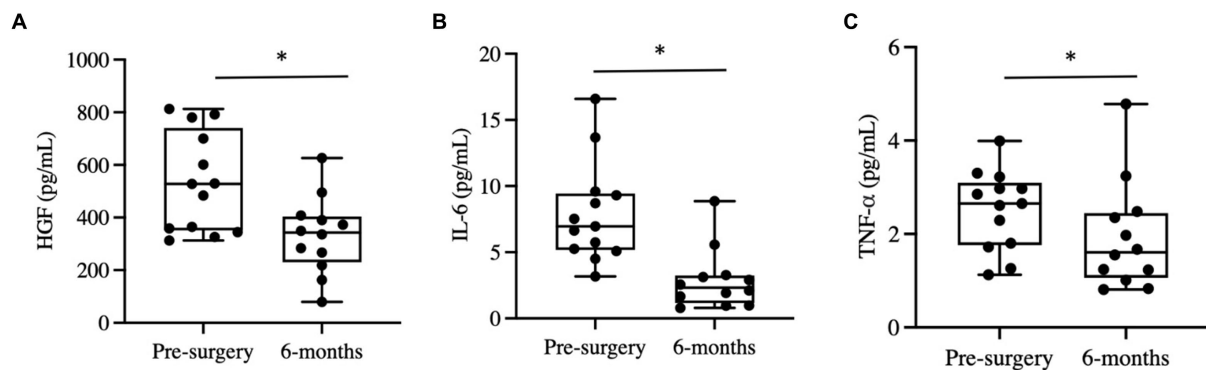 A
HGF (pg/mL)
1000
800
600
400
200
0
*
Pre-surgery
6-months
B
IL-6 (pg/mL)
20
15
10
5
0
*
Pre-surgery
6-months
C
TNF-α (pg/mL)
6
4
2
0
*
Pre-surgery
6-months